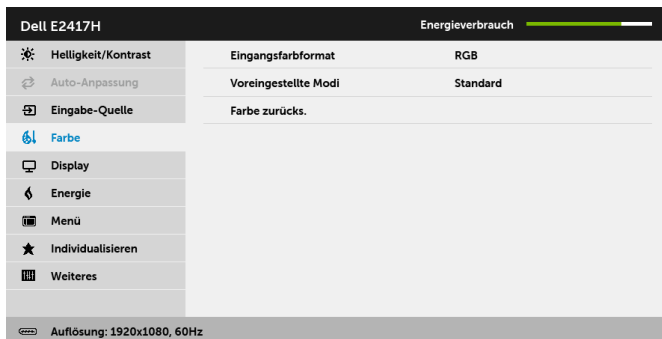 Dell E2417H Energieverbrauch
Helligkeit/Kontrast Eingangsfarbformat RGB
Auto-Anpassung Voreingestellte Modi Standard
Eingabe-Quelle Farbe zurücks.
Farbe
Display
Energie
Menü
Individualisieren
Weiteres
Auflösung: 1920x1080, 60Hz